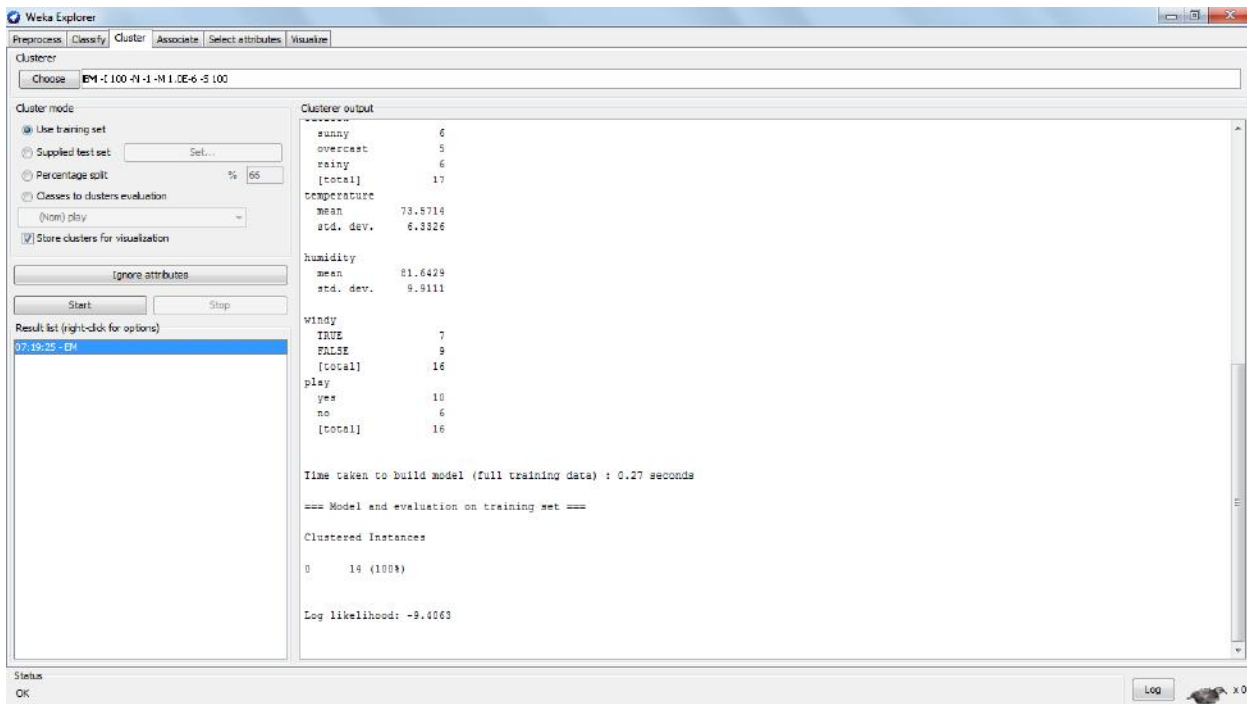 Weka Explorer
Preprocess Classify Cluster Associate Select attributes Visualize
Clusterer
Choose EM -I 100 -N -1 -M 1.0E-6 -S 100
Cluster mode
Use training set
Supplied test set Set...
Percentage split % 66
Classes to clusters evaluation
(Nom) play
Store clusters for visualization
Ignore attributes
Start Stop
Result list (right-click for options)
07:19:25 - EM
Clusterer output
sunny 6
overcast 5
rainy 6
[total] 17
temperature
mean 73.5714
std. dev. 6.3326
humidity
mean 81.6429
std. dev. 9.9111
windy
TRUE 7
FALSE 9
[total] 16
play
yes 10
no 6
[total] 16
Time taken to build model (full training data) : 0.27 seconds
=== Model and evaluation on training set ===
Clustered Instances
0 14 (100%)
Log likelihood: -9.4063
Status
OK
Log
x 0